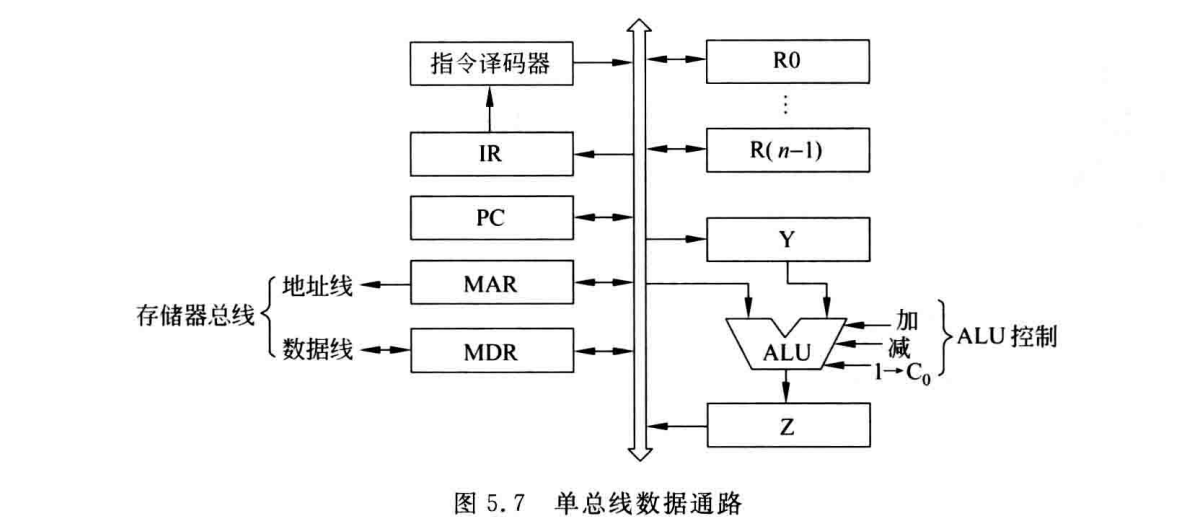 指令译码器
R0
⋮
IR
R(n-1)
PC
Y
存储器总线
地址线
MAR
数据线
MDR
ALU
加
减
1→C₀
ALU 控制
Z
图 5.7 单总线数据通路